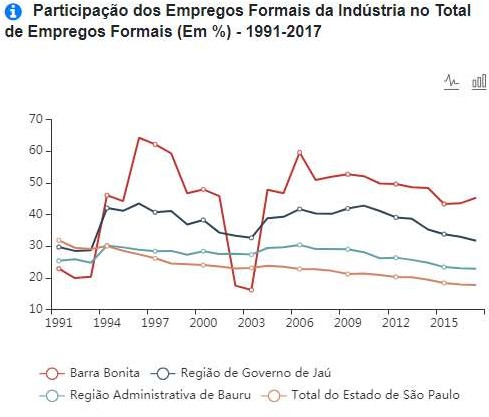 Participação dos Empregos Formais da Indústria no Total
de Empregos Formais (Em %) - 1991-2017
70
60
50
40
30
20
10
1991 1994 1997 2000 2003 2006 2009 2012 2015
Barra Bonita Região de Governo de Jaú
Região Administrativa de Bauru Total do Estado de São Paulo